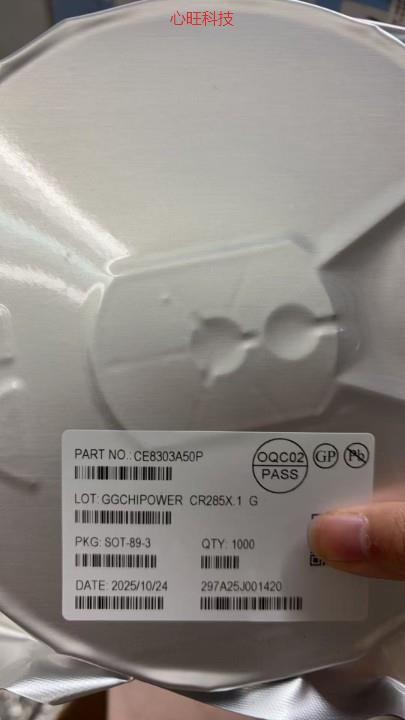 心旺科技
PART NO.: CE8303A50P
OQC02
PASS
GP
Pb
LOT: GGCHIPOWER CR285X.1 G
PKG: SOT-89-3
QTY: 1000
DATE: 2025/10/24
297A25J001420